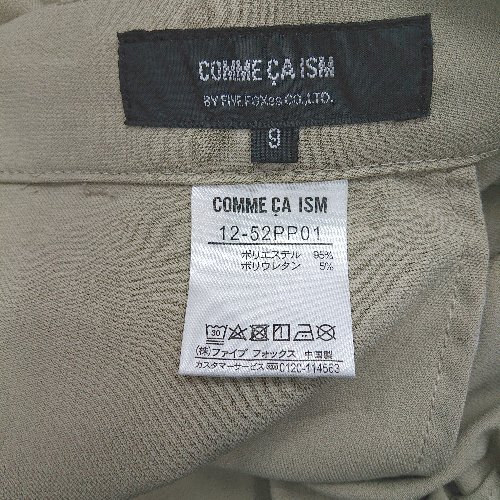 COMME ÇA ISM
BY FIVE FOXes CO.,LTD.
9
COMME ÇA ISM
12-52PP01
ポリエステル 95%
ポリウレタン 5%
30
(株)ファイブ フォックス 中国製
カスタマーサービス 0120-114563